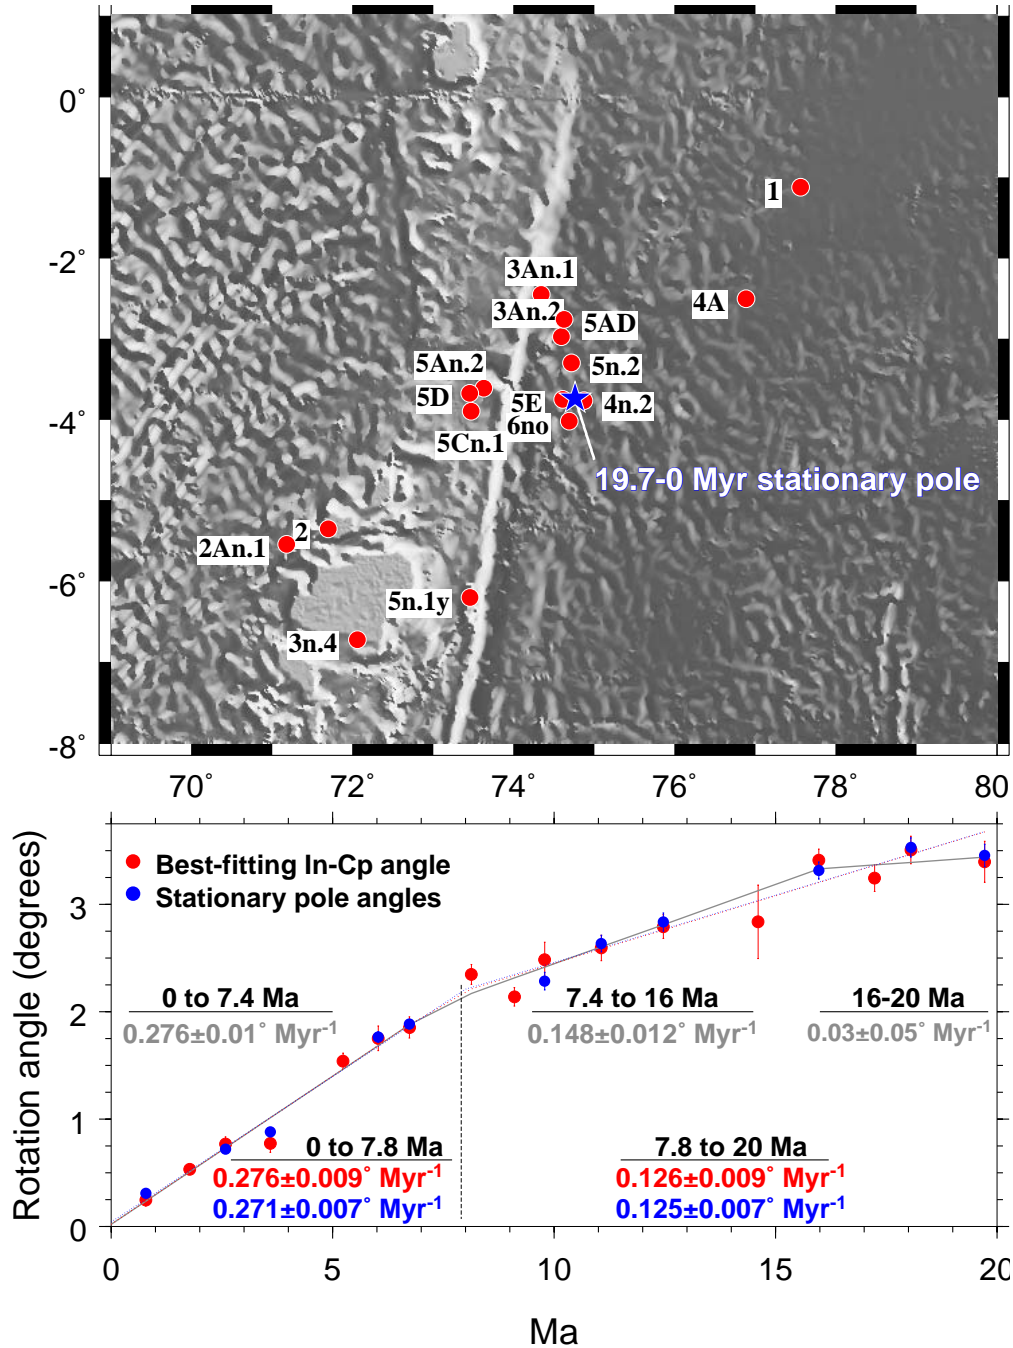 0°
1
-2°
3An.1
4A
3An.2
5AD
5An.2
5n.2
5D
5E
4n.2
-4°
6no
5Cn.1
19.7-0 Myr stationary pole
2
2An.1
-6°
5n.1y
3n.4
-8°
70° 72° 74° 76° 78° 80
Rotation angle (degrees)
Best-fitting In-Cp angle
Stationary pole angles
3
0 to 7.4 Ma 7.4 to 16 Ma 16-20 Ma
2
0.276±0.01° Myr-1 0.148±0.012° Myr-1 0.03±0.05° Myr-1
1
0 to 7.8 Ma 7.8 to 20 Ma
0.276±0.009° Myr-1 0.126±0.009° Myr-1
0.271±0.007° Myr-1 0.125±0.007° Myr-1
0
0 5 10 15 20
Ma